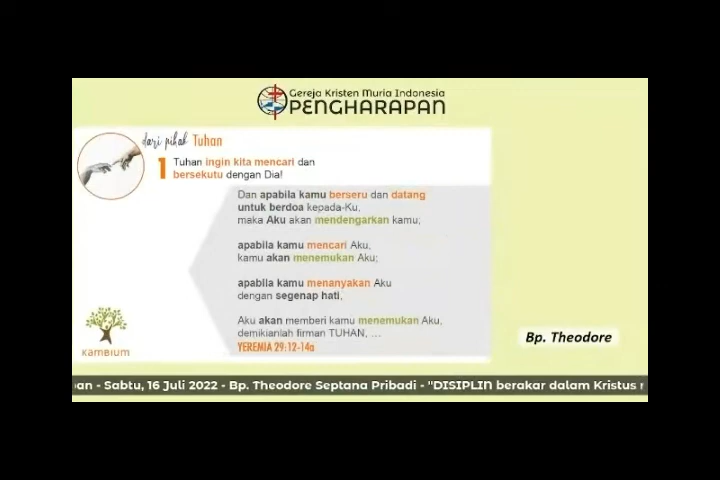 Gereja Kristen Muria Indonesia
PENGHARAPAN
dari pihak Tuhan
1 Tuhan ingin kita mencari dan
bersekutu dengan Dia!
Dan apabila kamu berseru dan datang
untuk berdoa kepada-Ku,
maka Aku akan mendengarkan kamu;
apabila kamu mencari Aku,
kamu akan menemukan Aku;
apabila kamu menanyakan Aku
dengan segenap hati,
Aku akan memberi kamu menemukan Aku,
demikianlah firman TUHAN, ....
YEREMIA 29:12-14a
kambium
Bp. Theodore
an - Sabtu, 16 Juli 2022 - Bp. Theodore Septana Pribadi - "DISIPLIN berakar dalam Kristus